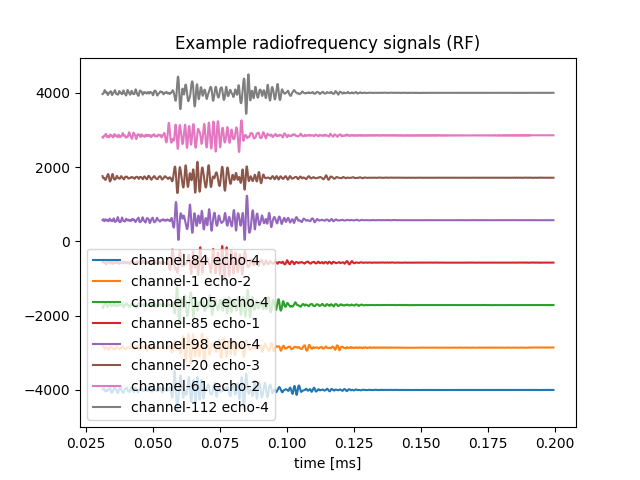 Example radiofrequency signals (RF)
4000
2000
0
−2000
−4000
channel-84 echo-4
channel-1 echo-2
channel-105 echo-4
channel-85 echo-1
channel-98 echo-4
channel-20 echo-3
channel-61 echo-2
channel-112 echo-4
0.025 0.050 0.075 0.100 0.125 0.150 0.175 0.200
time [ms]